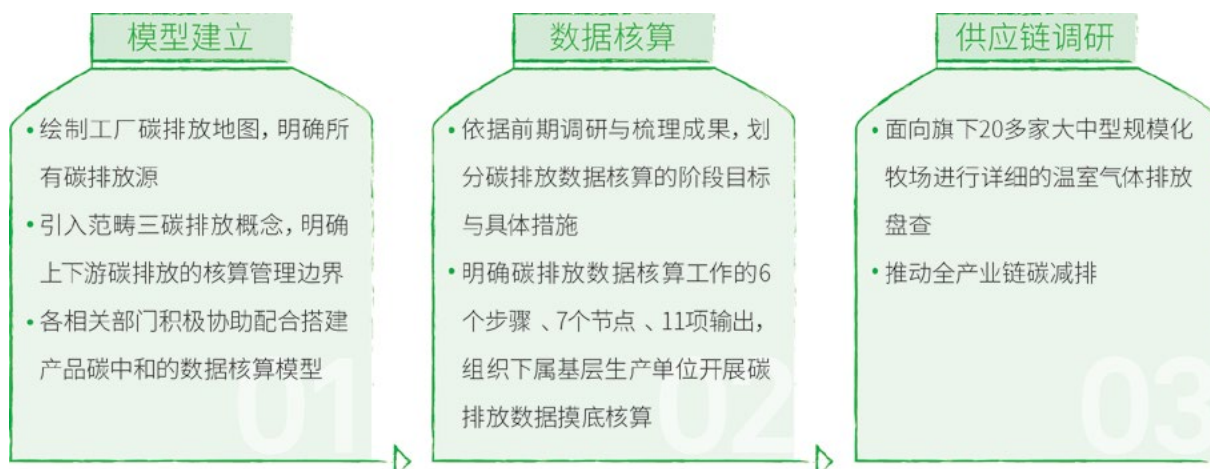 模型建立
• 绘制工厂碳排放地图，明确所
有碳排放源
• 引入范畴三碳排放概念，明确
上下游碳排放的核算管理边界
• 各相关部门积极协助配合搭建
产品碳中和的数据核算模型
01
数据核算
• 依据前期调研与梳理成果，划
分碳排放数据核算的阶段目标
与具体措施
• 明确碳排放数据核算工作的6
个步骤、7个节点、11项输出，
组织下属基层生产单位开展碳
排放数据摸底核算
02
供应链调研
• 面向旗下20多家大中型规模化
牧场进行详细的温室气体排放
盘查
• 推动全产业链碳减排
03